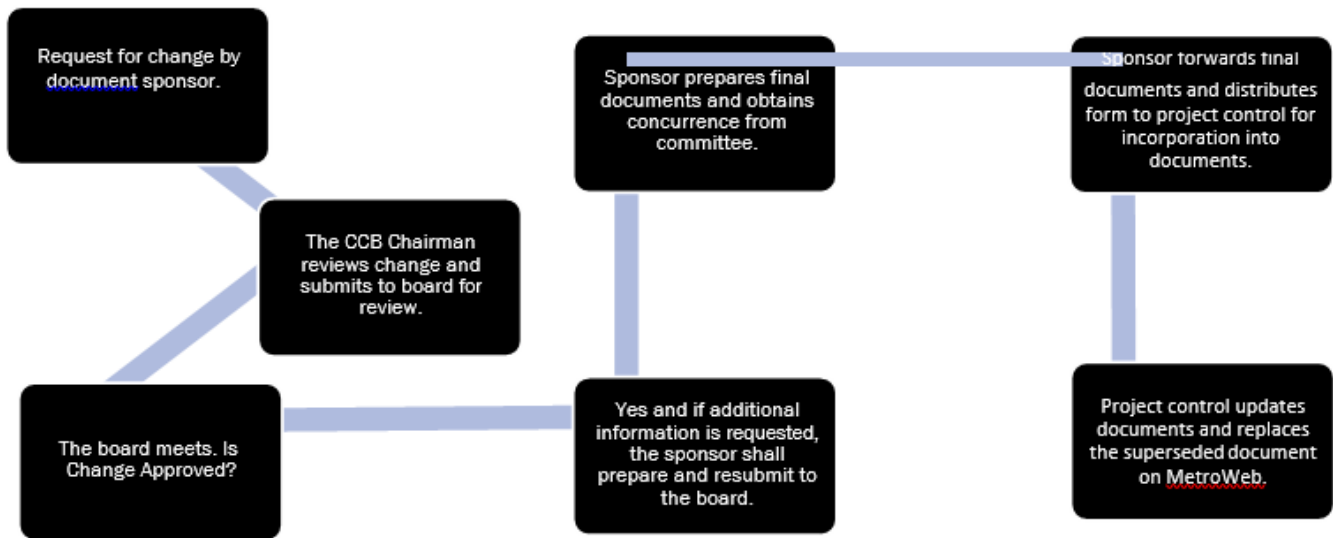 Request for change by
document sponsor.
The CCB Chairman
reviews change and
submits to board for
review.
The board meets. Is
Change Approved?
Yes and if additional
information is requested,
the sponsor shall
prepare and resubmit to
the board.
Sponsor prepares final
documents and obtains
concurrence from
committee.
Sponsor forwards final
documents and distributes
form to project control for
incorporation into
documents.
Project control updates
documents and replaces
the superseded document
on MetroWeb.